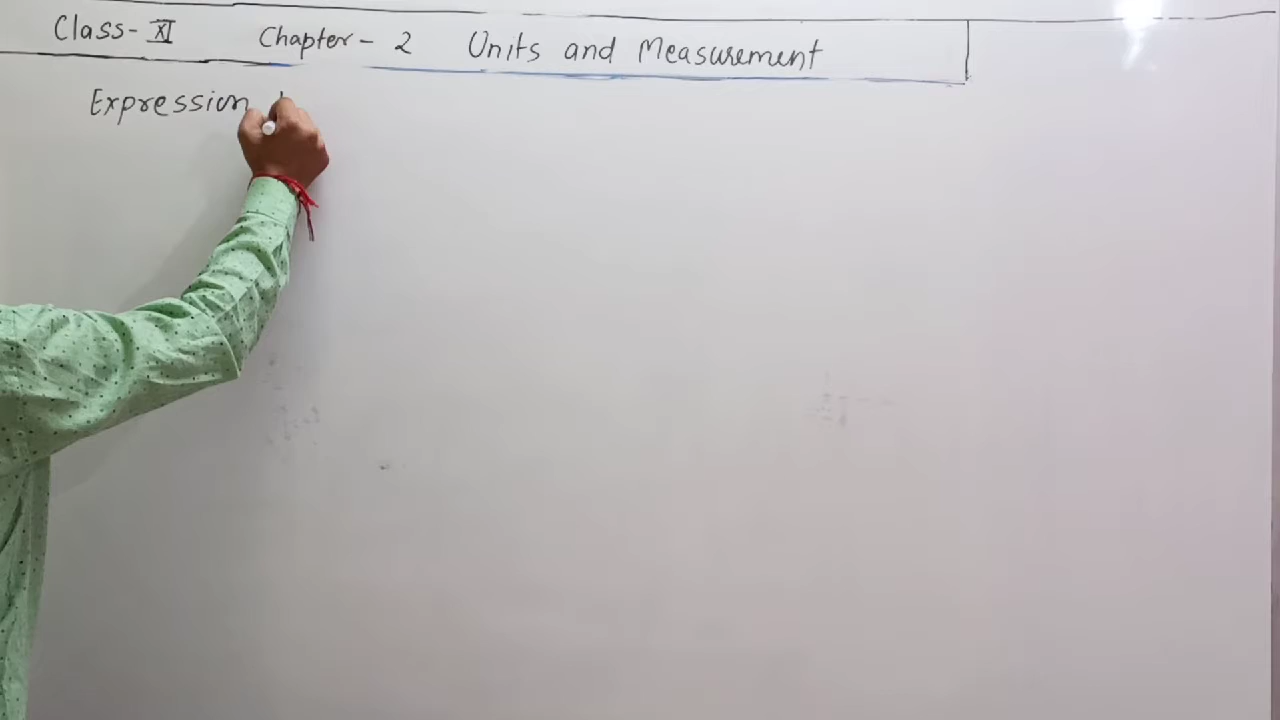 Class- XI Chapter- 2 Units and Measurement
Expression